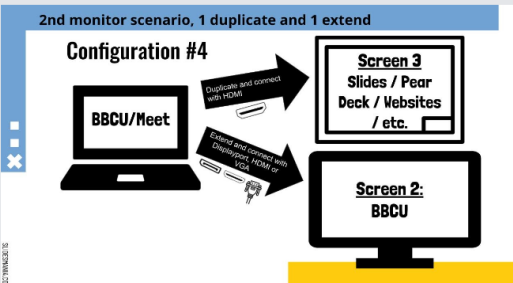 2nd monitor scenario, 1 duplicate and 1 extend
Configuration #4
BBCU/Meet
Duplicate and connect
with HDMI
Extend and connect with
Displayport, HDMI or
VGA
Screen 3
Slides / Pear
Deck / Websites
/ etc.
Screen 2:
BBCU